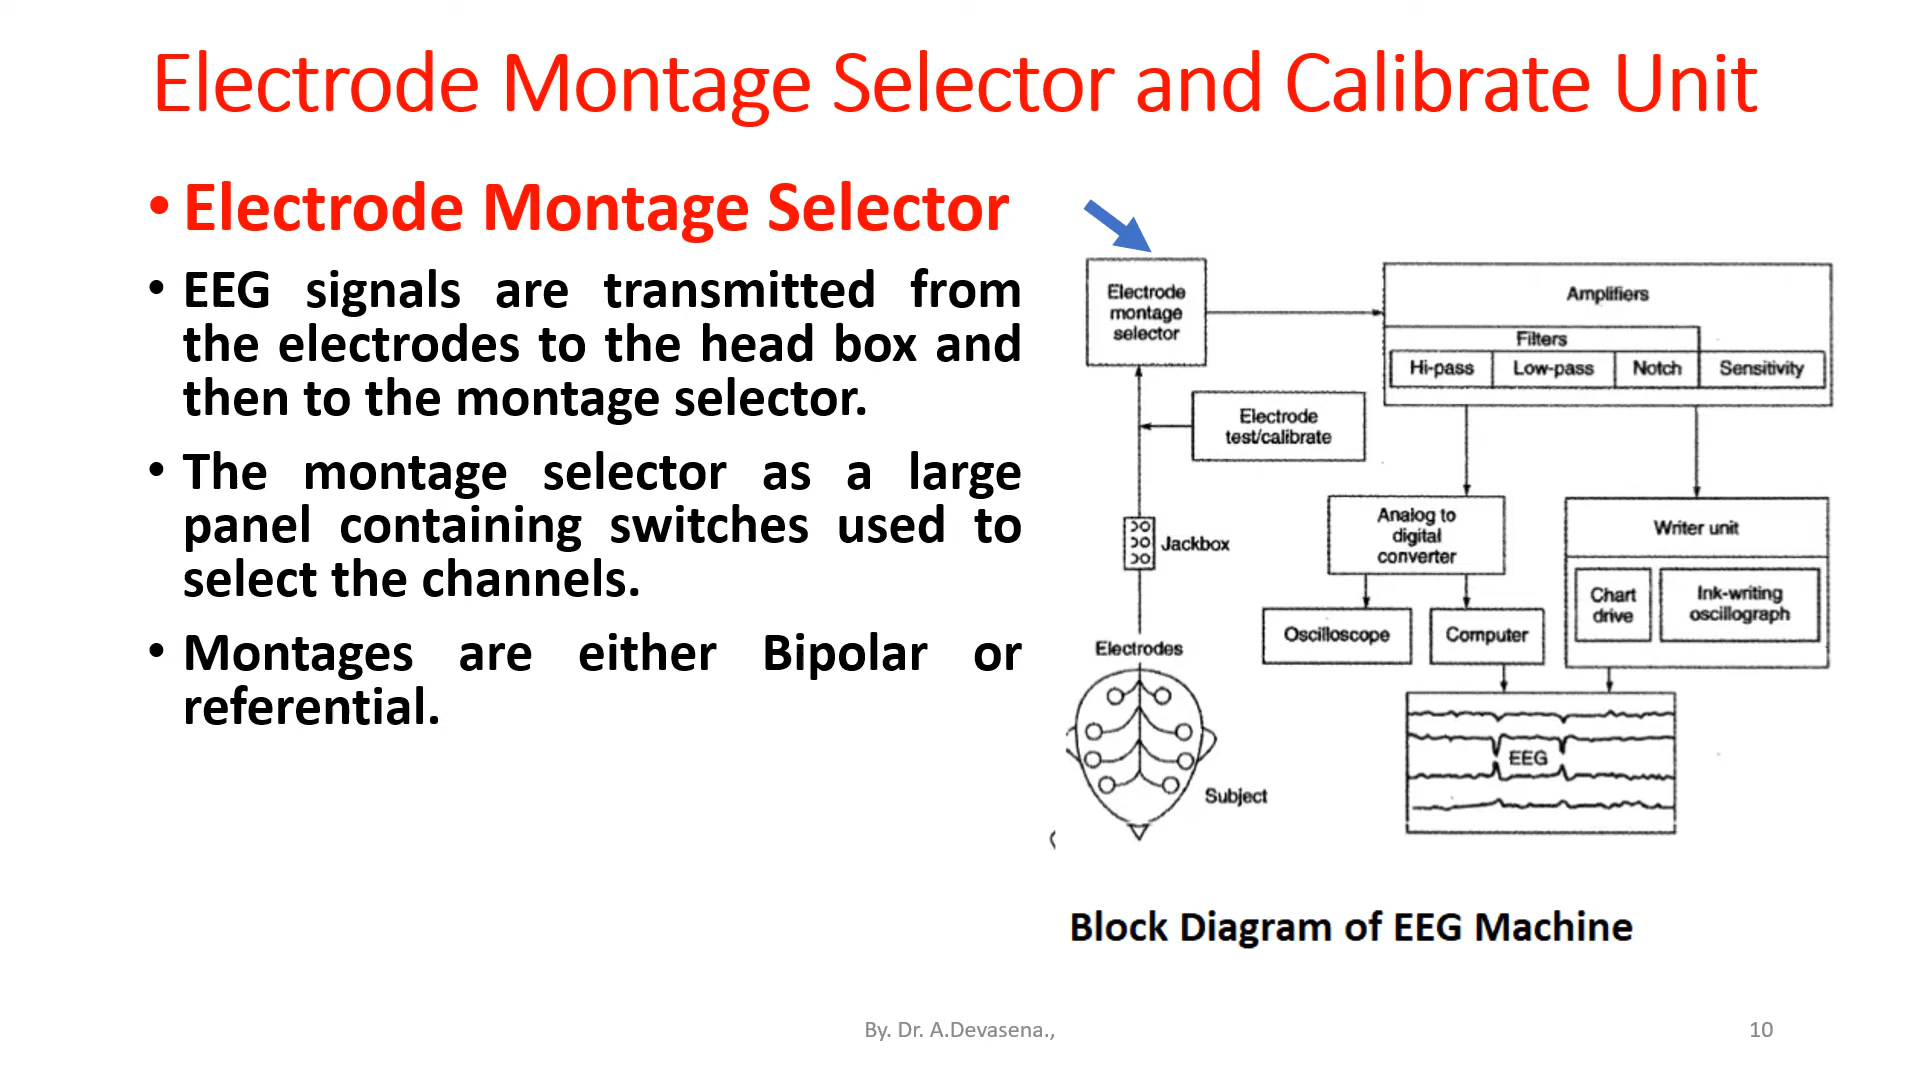 Electrode Montage Selector and Calibrate Unit
• Electrode Montage Selector
• EEG signals are transmitted from
the electrodes to the head box and
then to the montage selector.
• The montage selector as a large
panel containing switches used to
select the channels.
• Montages are either Bipolar or
referential.
Electrode
montage
selector
Amplifiers
Filters
Hi-pass
Low-pass
Notch
Sensitivity
Electrode
test/calibrate
Jackbox
Analog to
digital
converter
Writer unit
Chart
drive
Ink-writing
oscillograph
Oscilloscope
Computer
Electrodes
Subject
EEG
Block Diagram of EEG Machine
By. Dr. A.Devasena.,
10